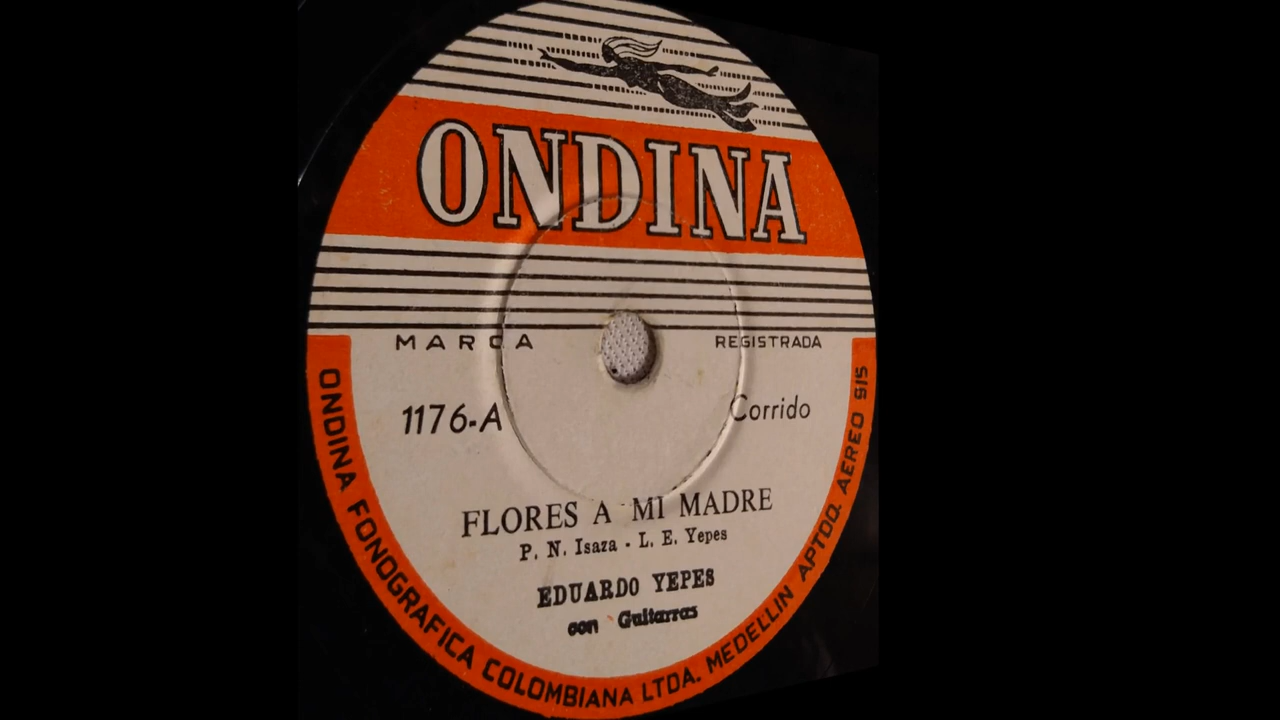 ONDINA
MARCA REGISTRADA
1176-A Corrido
FLORES A MI MADRE
P. N. Isaza - L. E. Yepes
EDUARDO YEPES
con Guitarras
ONDINA FONOGRAFICA COLOMBIANA LTDA. MEDELLIN APTDO. AEREO 915